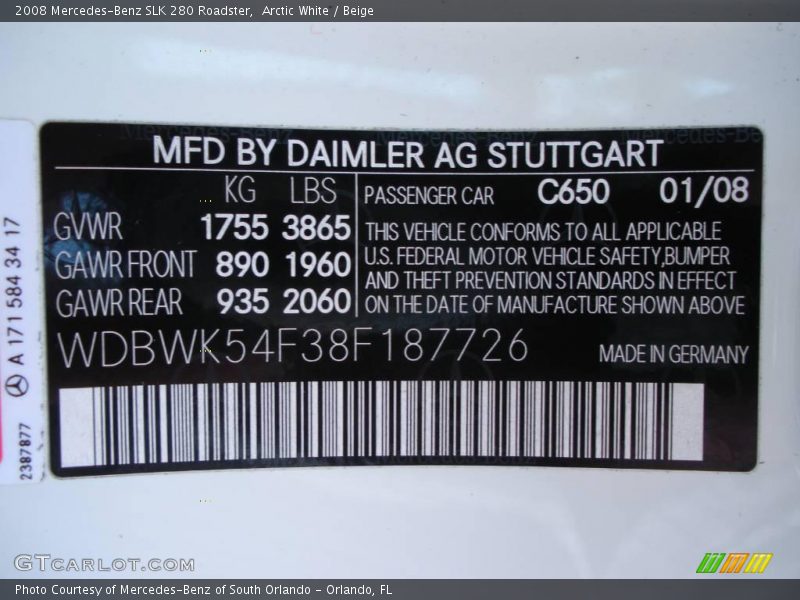 2008 Mercedes-Benz SLK 280 Roadster,  Arctic White / Beige
MFD BY DAIMLER AG STUTTGART
KG LBS
GVWR 1755 3865
GAWR FRONT 890 1960
GAWR REAR 935 2060
PASSENGER CAR C650 01/08
THIS VEHICLE CONFORMS TO ALL APPLICABLE
U.S. FEDERAL MOTOR VEHICLE SAFETY,BUMPER
AND THEFT PREVENTION STANDARDS IN EFFECT
ON THE DATE OF MANUFACTURE SHOWN ABOVE
WDBWK54F38F187726
MADE IN GERMANY
A 171 584 34 17
2387877
GTCARLOT.COM
Photo Courtesy of Mercedes-Benz of South Orlando - Orlando, FL